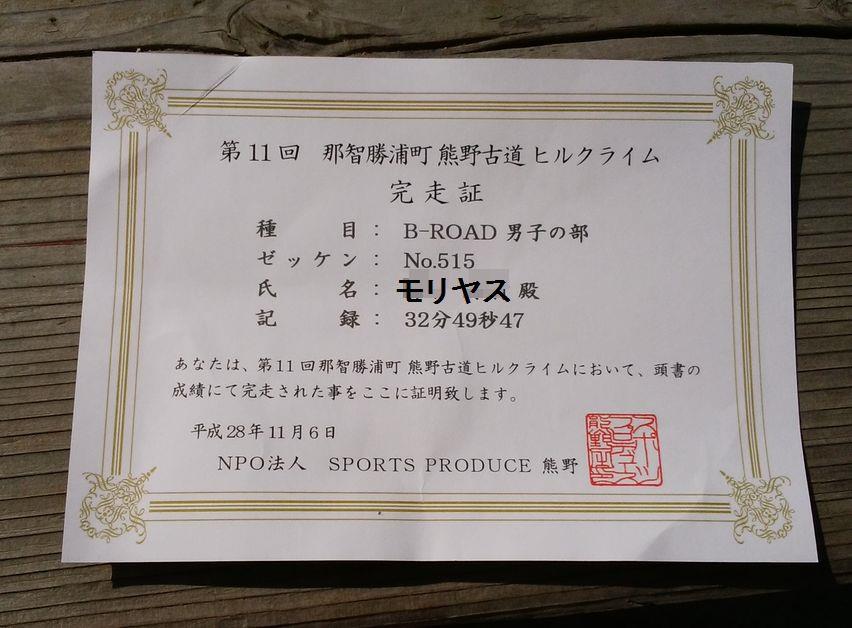 第11回 那智勝浦町 熊野古道 ヒルクライム
完走証
種目： B-ROAD 男子の部
ゼッケン： No.515
氏名： モリヤス 殿
記録： 32分49秒47
あなたは、第11回那智勝浦町 熊野古道ヒルクライムにおいて、頭書の
成績にて完走された事をここに証明致します。
平成28年11月6日
NPO法人 SPORTS PRODUCE 熊野